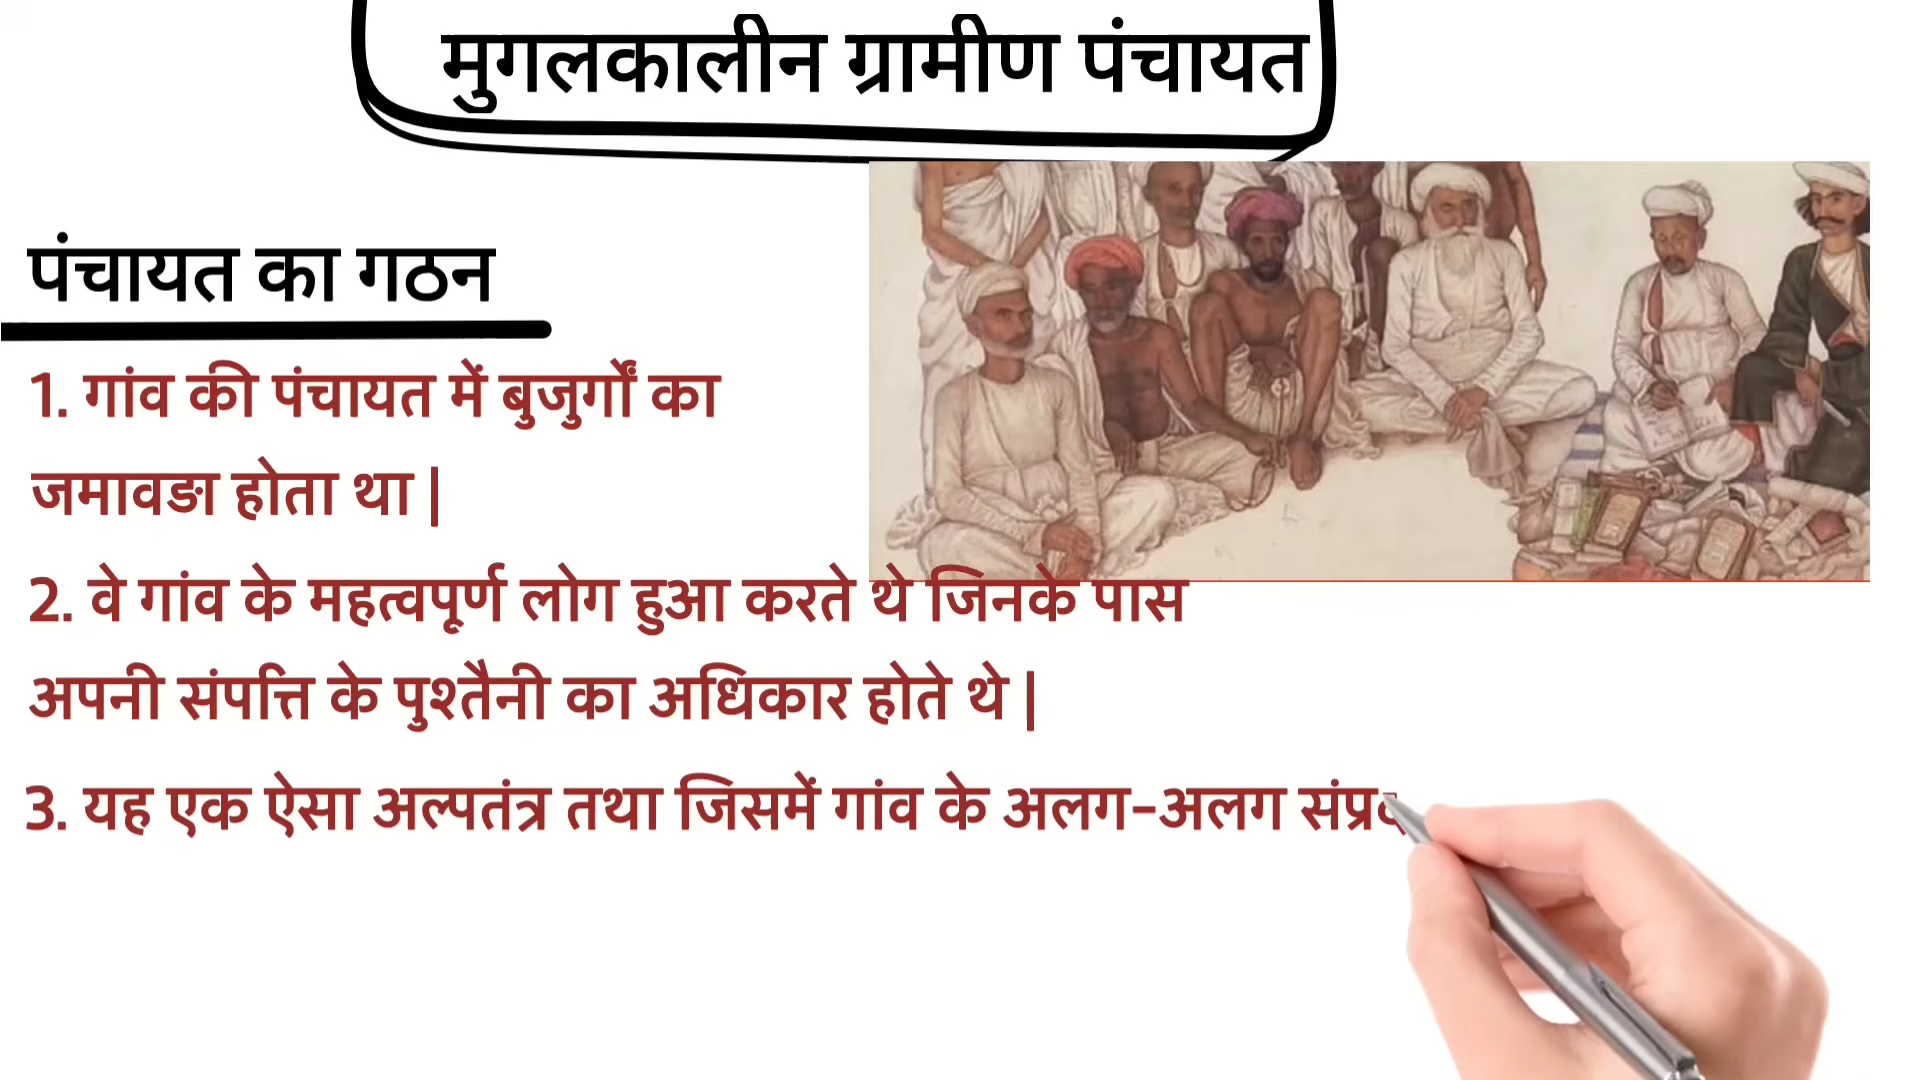 मुगलकालीन ग्रामीण पंचायत
पंचायत का गठन
1. गांव की पंचायत में बुजुर्गों का
जमावङा होता था |
2. वे गांव के महत्वपूर्ण लोग हुआ करते थे जिनके पास
अपनी संपत्ति के पुश्तैनी का अधिकार होते थे |
3. यह एक ऐसा अल्पतंत्र तथा जिसमें गांव के अलग-अलग